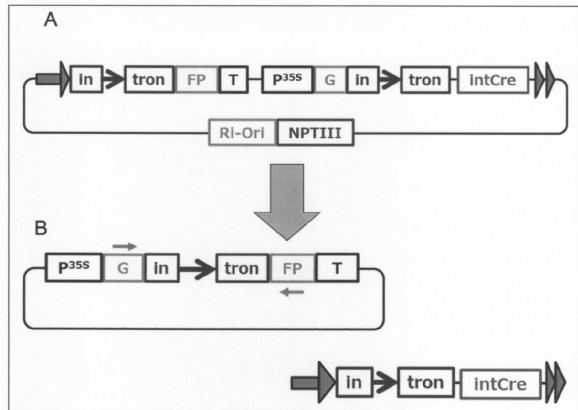 A
in tron FP T P35S G in tron intCre
Ri-Ori NPTIII
B
P35S G in tron FP T
in tron intCre